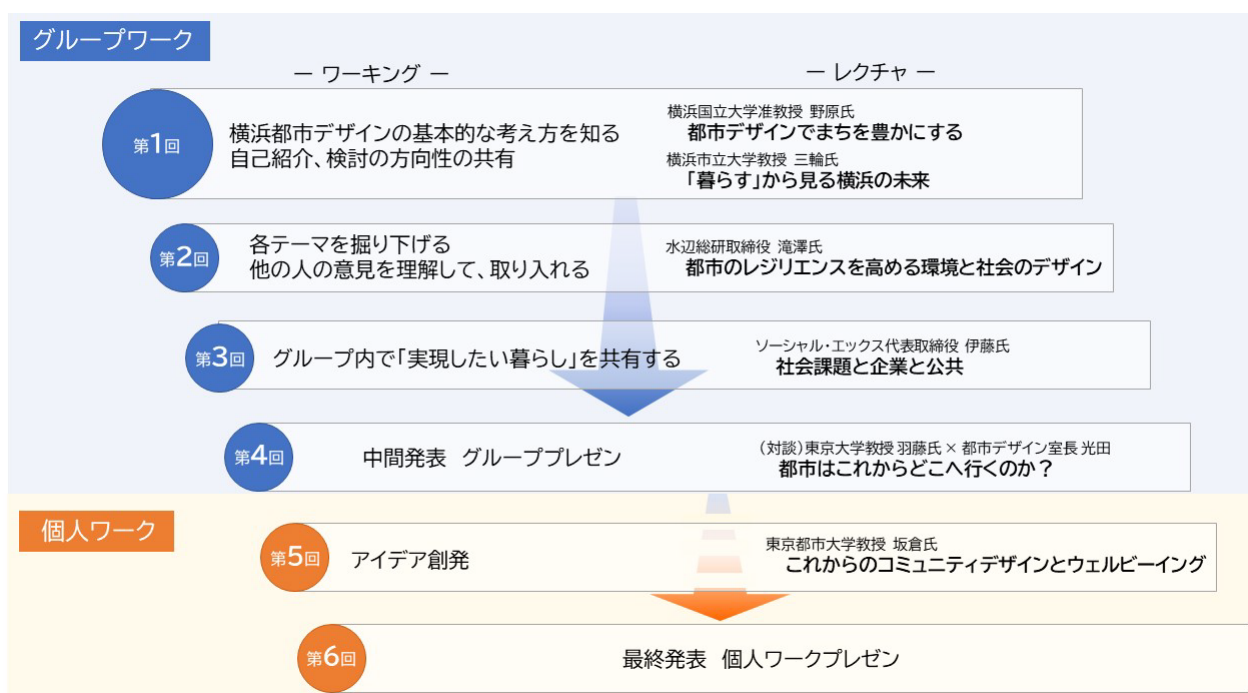 グループワーク
― ワーキング ―
― レクチャ ―
第1回
横浜都市デザインの基本的な考え方を知る
自己紹介、検討の方向性の共有
横浜国立大学准教授 野原氏
都市デザインでまちを豊かにする
横浜市立大学教授 三輪氏
「暮らす」から見る横浜の未来
第2回
各テーマを掘り下げる
他の人の意見を理解して、取り入れる
水辺総研取締役 滝澤氏
都市のレジリエンスを高める環境と社会のデザイン
第3回
グループ内で「実現したい暮らし」を共有する
ソーシャル・エックス代表取締役 伊藤氏
社会課題と企業と公共
第4回
中間発表 グループプレゼン
(対談)東京大学教授 羽藤氏 × 都市デザイン室長 光田
都市はこれからどこへ行くのか？
個人ワーク
第5回
アイデア創発
東京都市大学教授 坂倉氏
これからのコミュニティデザインとウェルビーイング
第6回
最終発表 個人ワークプレゼン